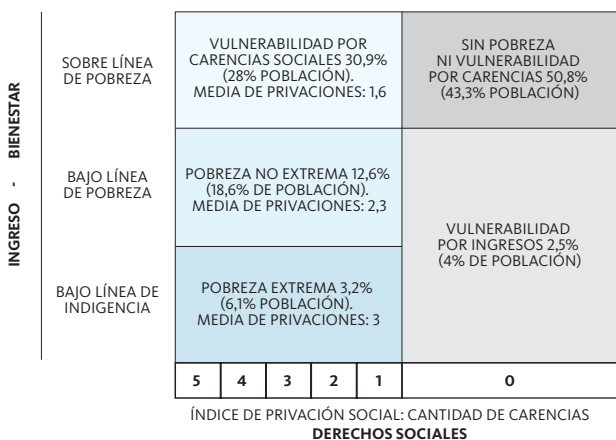 INGRESO - BIENESTAR
SOBRE LÍNEA
DE POBREZA
VULNERABILIDAD POR
CARENCIAS SOCIALES 30,9%
(28% POBLACIÓN).
MEDIA DE PRIVACIONES: 1,6
SIN POBREZA
NI VULNERABILIDAD
POR CARENCIAS 50,8%
(43,3% POBLACIÓN)
BAJO LÍNEA
DE POBREZA
POBREZA NO EXTREMA 12,6%
(18,6% DE POBLACIÓN).
MEDIA DE PRIVACIONES: 2,3
VULNERABILIDAD
POR INGRESOS 2,5%
(4% DE POBLACIÓN)
BAJO LÍNEA DE
INDIGENCIA
POBREZA EXTREMA 3,2%
(6,1% POBLACIÓN).
MEDIA DE PRIVACIONES: 3
5 4 3 2 1 0
ÍNDICE DE PRIVACIÓN SOCIAL: CANTIDAD DE CARENCIAS
DERECHOS SOCIALES